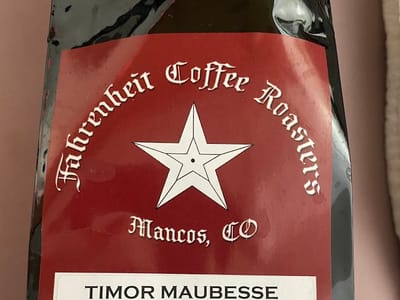 Fahrenheit Coffee Roasters
Mancos, CO
TIMOR MAUBESSE